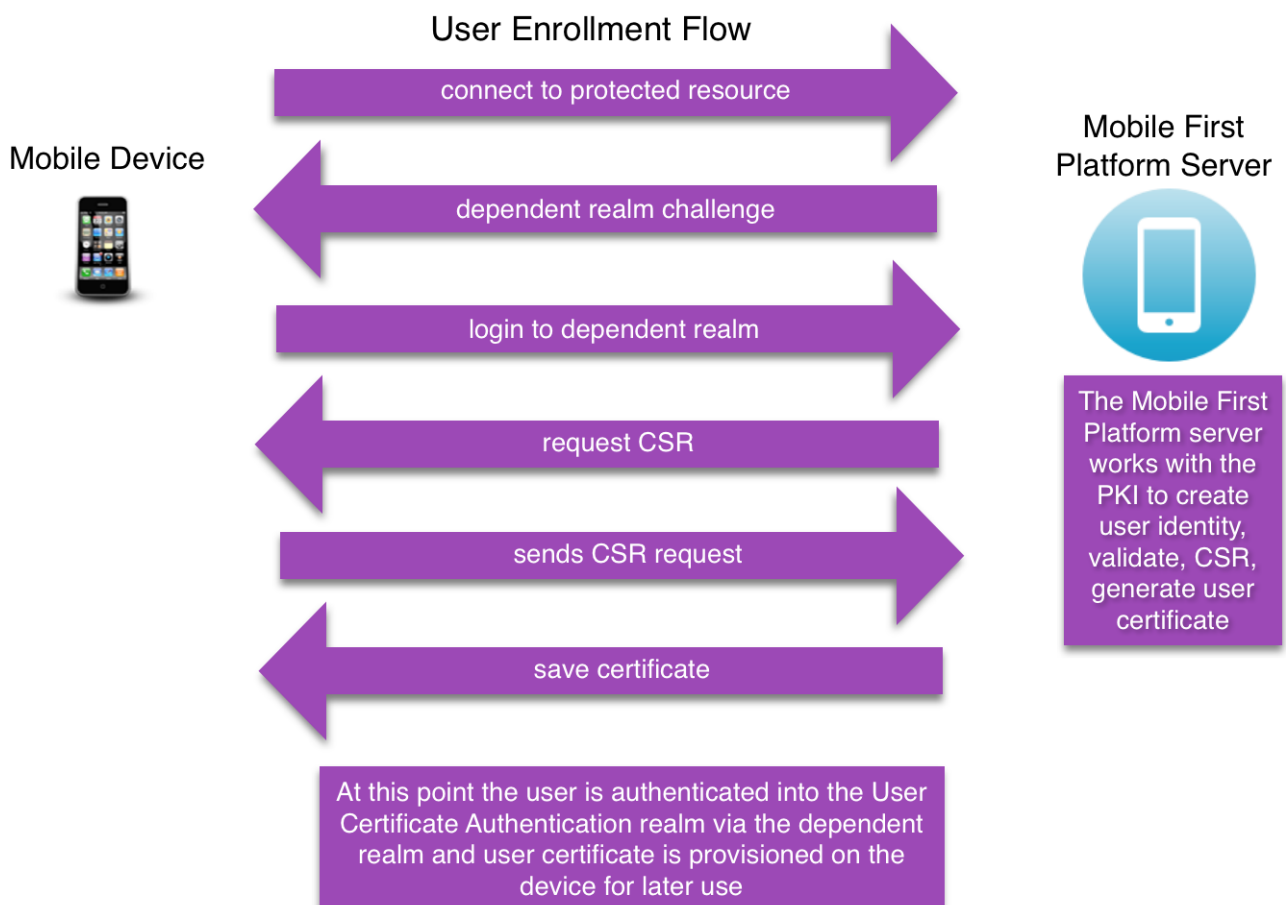 User Enrollment Flow
connect to protected resource
Mobile Device
Mobile First
Platform Server
dependent realm challenge
login to dependent realm
request CSR
sends CSR request
save certificate
The Mobile First
Platform server
works with the
PKI to create
user identity,
validate, CSR,
generate user
certificate
At this point the user is authenticated into the User
Certificate Authentication realm via the dependent
realm and user certificate is provisioned on the
device for later use